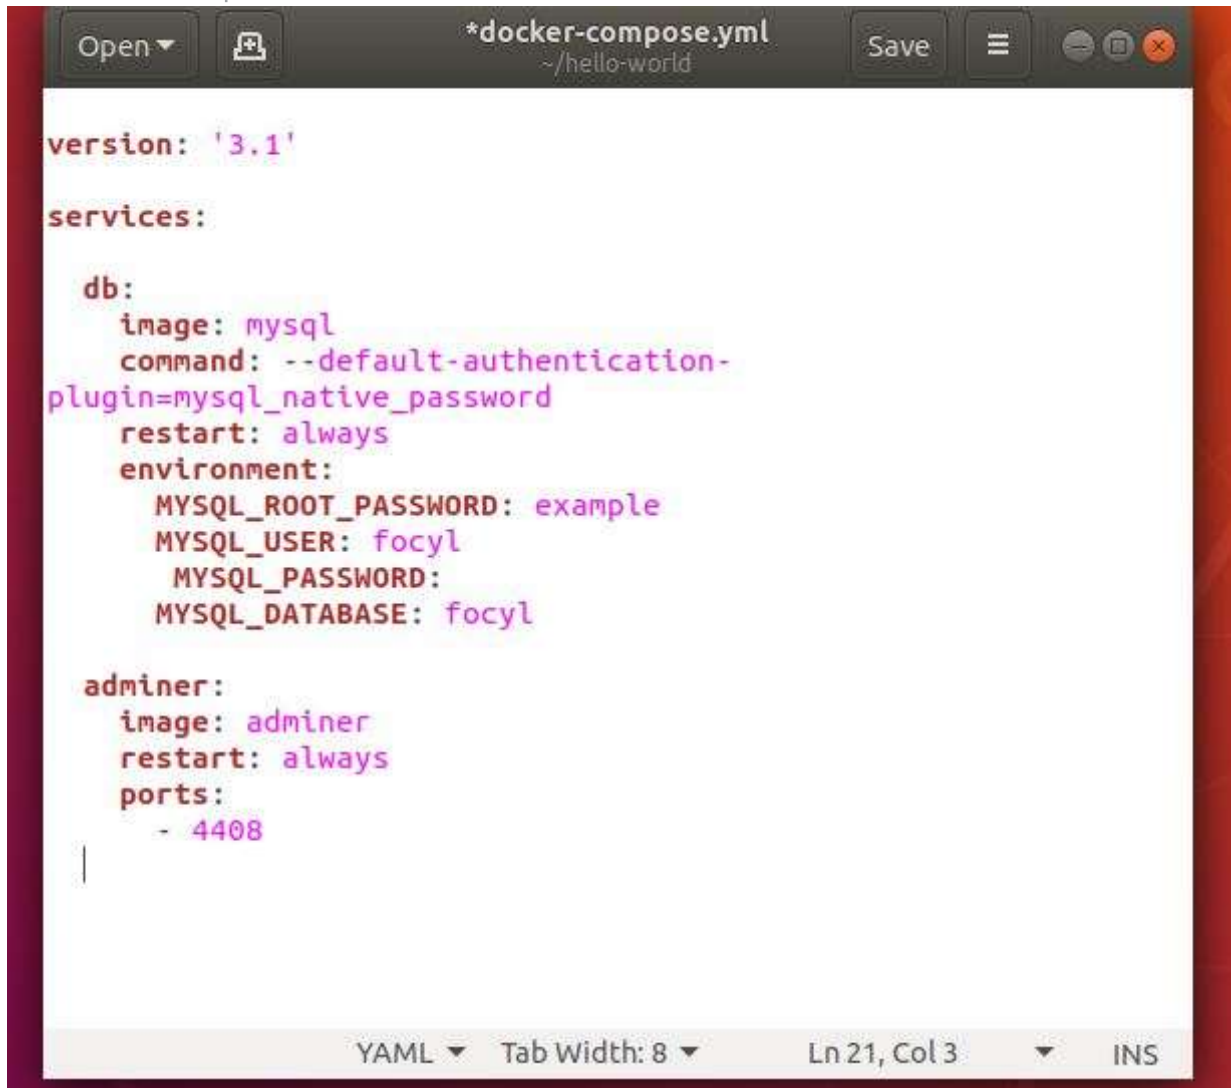 Open
*docker-compose.yml
~/hello-world
Save
version: '3.1'
services:
  db:
    image: mysql
    command: --default-authentication-
plugin=mysql_native_password
    restart: always
    environment:
      MYSQL_ROOT_PASSWORD: example
      MYSQL_USER: focyl
       MYSQL_PASSWORD:
      MYSQL_DATABASE: focyl
  adminer:
    image: adminer
    restart: always
    ports:
      - 4408
YAML Tab Width: 8 Ln 21, Col 3 INS